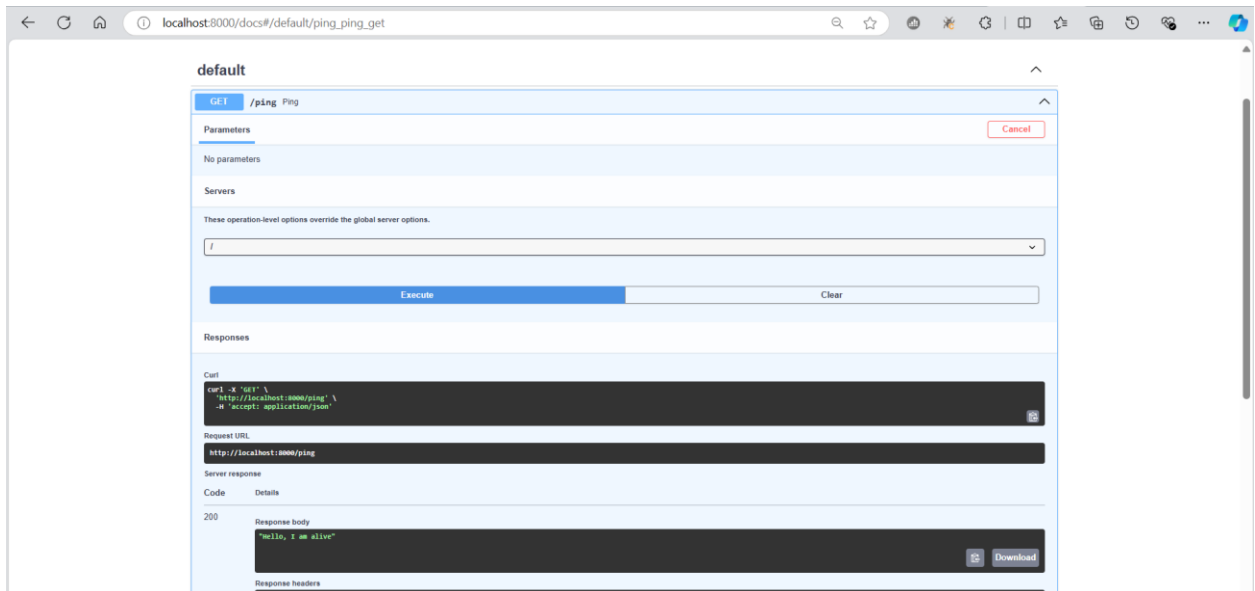 localhost:8000/docs#/default/ping_ping_get
default
GET /ping Ping
Parameters Cancel
No parameters
Servers
These operation-level options override the global server options.
/
Execute Clear
Responses
Curl
curl -X 'GET' \
'http://localhost:8000/ping' \
-H 'accept: application/json'
Request URL
http://localhost:8000/ping
Server response
Code Details
200 Response body
"Hello, I am alive"
Download
Response headers